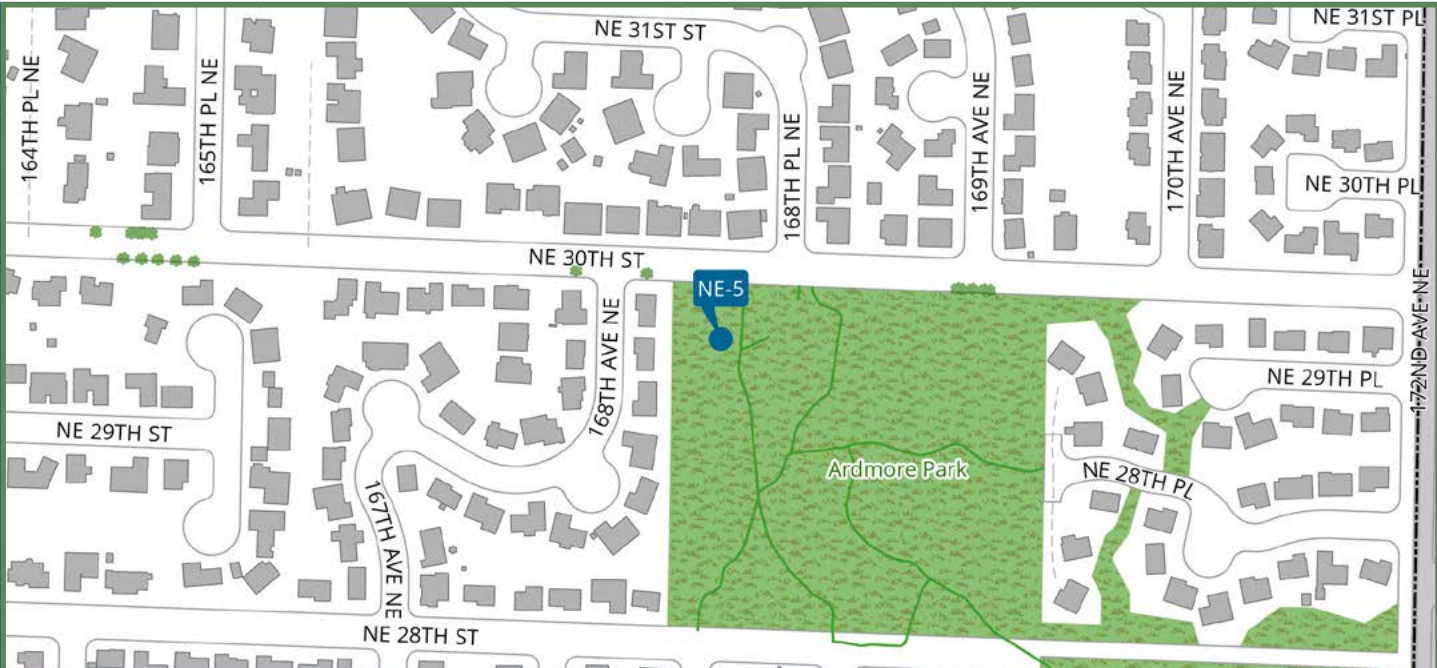 NE 31ST PL
NE 31ST ST
164TH PL NE
165TH PL NE
168TH PL NE
169TH AVE NE
170TH AVE NE
NE 30TH PL
NE 30TH ST
NE-5
168TH AVE NE
172ND AVE NE
NE 29TH PL
NE 29TH ST
Ardmore Park
NE 28TH PL
167TH AVE NE
NE 28TH ST